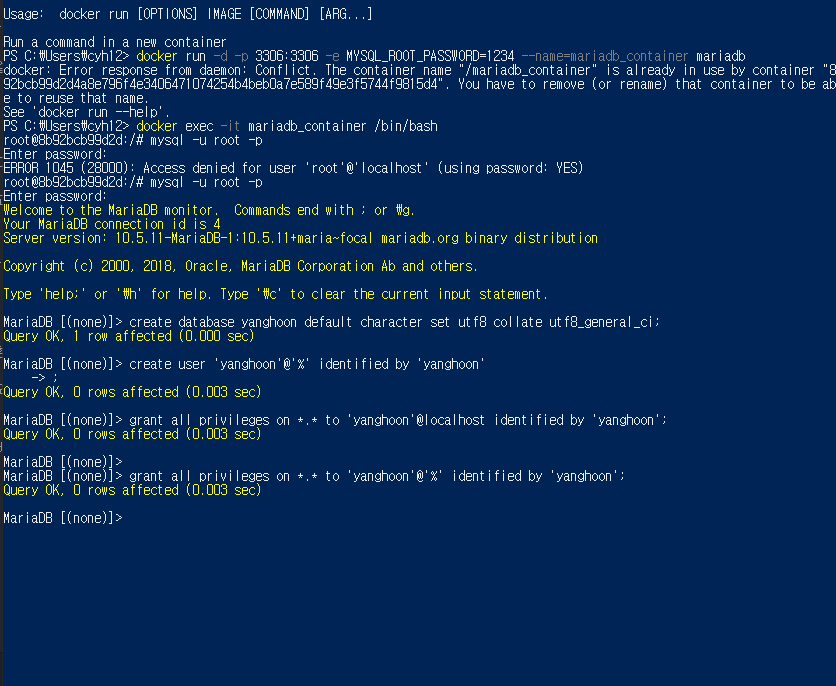 Usage:  docker run [OPTIONS] IMAGE [COMMAND] [ARG...]
Run a command in a new container
PS C:₩Users₩cyh12> docker run -d -p 3306:3306 -e MYSQL_ROOT_PASSWORD=1234 --name=mariadb_container mariadb
docker: Error response from daemon: Conflict. The container name "/mariadb_container" is already in use by container "8
92bcb99d2d4a8e796f4e3406471074254b4beb0a7e589f49e3f5744f9815d4". You have to remove (or rename) that container to be ab
e to reuse that name.
See 'docker run --help'.
PS C:₩Users₩cyh12> docker exec -it mariadb_container /bin/bash
root@8b92bcb99d2d:/# mysql -u root -p
Enter password:
ERROR 1045 (28000): Access denied for user 'root'@'localhost' (using password: YES)
root@8b92bcb99d2d:/# mysql -u root -p
Enter password:
Welcome to the MariaDB monitor.  Commands end with ; or ₩g.
Your MariaDB connection id is 4
Server version: 10.5.11-MariaDB-1:10.5.11+maria~focal mariadb.org binary distribution
Copyright (c) 2000, 2018, Oracle, MariaDB Corporation Ab and others.
Type 'help;' or '₩h' for help. Type '₩c' to clear the current input statement.
MariaDB [(none)]> create database yanghoon default character set utf8 collate utf8_general_ci;
Query OK, 1 row affected (0.000 sec)
MariaDB [(none)]> create user 'yanghoon'@'%' identified by 'yanghoon'
    -> ;
Query OK, 0 rows affected (0.003 sec)
MariaDB [(none)]> grant all privileges on *.* to 'yanghoon'@localhost identified by 'yanghoon';
Query OK, 0 rows affected (0.003 sec)
MariaDB [(none)]>
MariaDB [(none)]> grant all privileges on *.* to 'yanghoon'@'%' identified by 'yanghoon';
Query OK, 0 rows affected (0.003 sec)
MariaDB [(none)]>